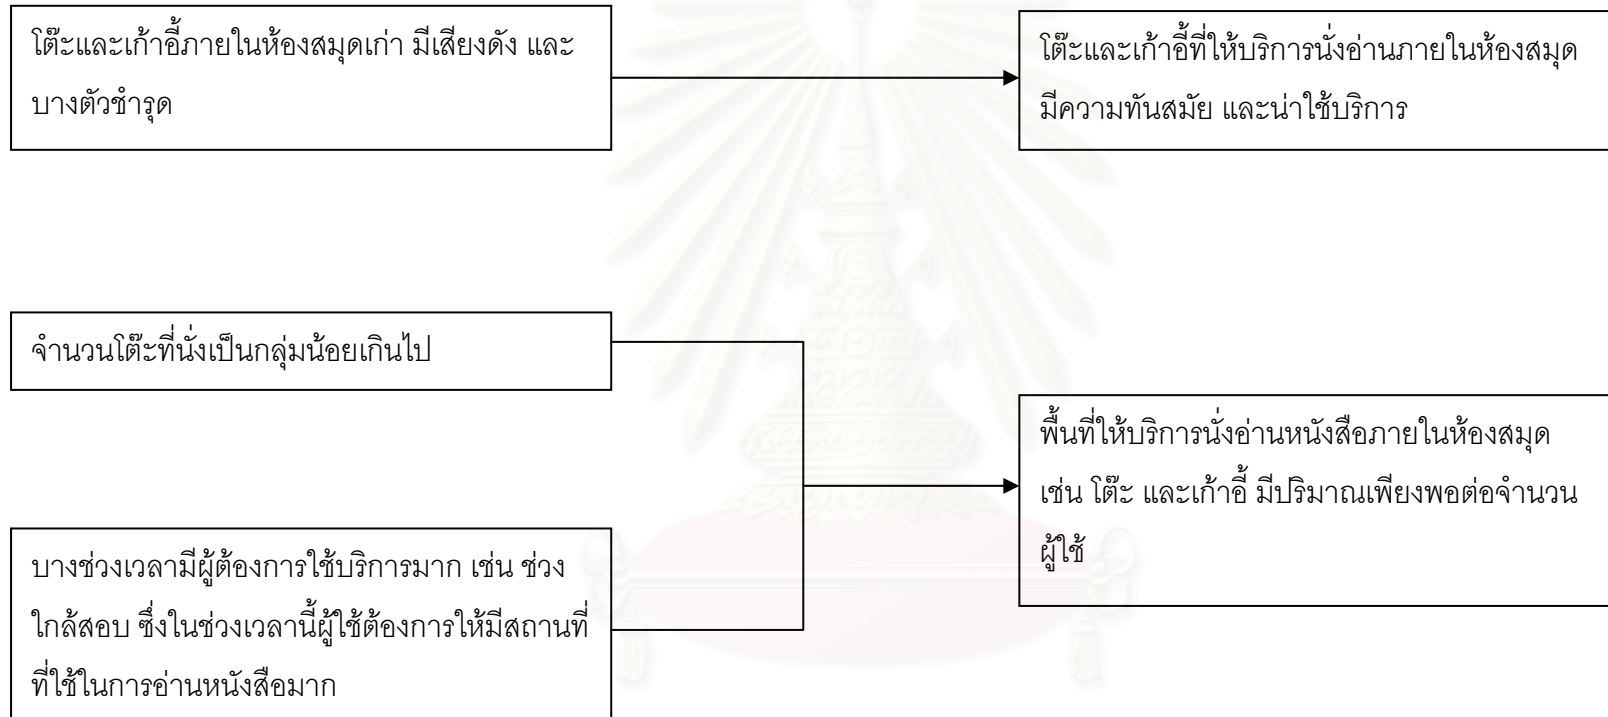 โต๊ะและเก้าอี้ภายในห้องสมุดเก่า มีเสียงดัง และ
บางตัวชำรุด
โต๊ะและเก้าอี้ที่ให้บริการนั่งอ่านภายในห้องสมุด
มีความทันสมัย และน่าใช้บริการ
จำนวนโต๊ะที่นั่งเป็นกลุ่มน้อยเกินไป
บางช่วงเวลามีผู้ต้องการใช้บริการมาก เช่น ช่วง
ใกล้สอบ ซึ่งในช่วงเวลานี้ผู้ใช้ต้องการให้มีสถานที่
ที่ใช้ในการอ่านหนังสือมาก
พื้นที่ให้บริการนั่งอ่านหนังสือภายในห้องสมุด
เช่น โต๊ะ และเก้าอี้ มีปริมาณเพียงพอต่อจำนวน
ผู้ใช้